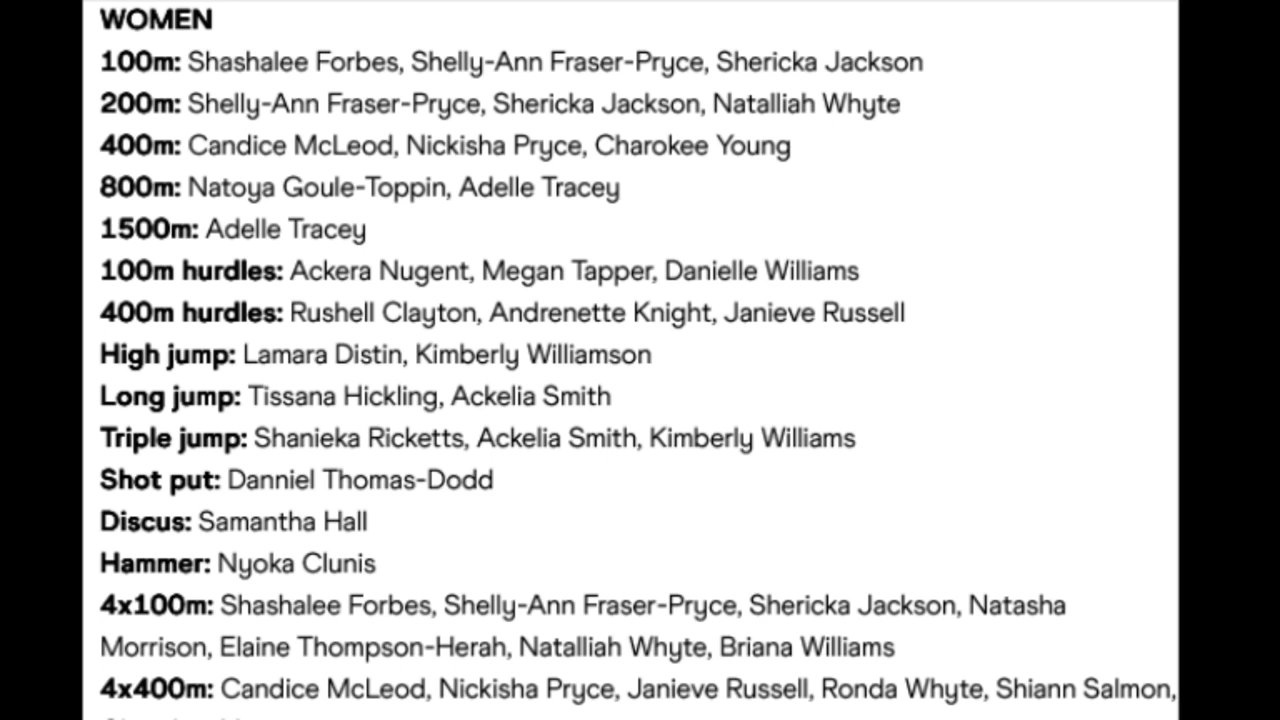 WOMEN
100m: Shashalee Forbes, Shelly-Ann Fraser-Pryce, Shericka Jackson
200m: Shelly-Ann Fraser-Pryce, Shericka Jackson, Natalliah Whyte
400m: Candice McLeod, Nickisha Pryce, Charokee Young
800m: Natoya Goule-Toppin, Adelle Tracey
1500m: Adelle Tracey
100m hurdles: Ackera Nugent, Megan Tapper, Danielle Williams
400m hurdles: Rushell Clayton, Andrenette Knight, Janieve Russell
High jump: Lamara Distin, Kimberly Williamson
Long jump: Tissana Hickling, Ackelia Smith
Triple jump: Shanieka Ricketts, Ackelia Smith, Kimberly Williams
Shot put: Danniel Thomas-Dodd
Discus: Samantha Hall
Hammer: Nyoka Clunis
4x100m: Shashalee Forbes, Shelly-Ann Fraser-Pryce, Shericka Jackson, Natasha
Morrison, Elaine Thompson-Herah, Natalliah Whyte, Briana Williams
4x400m: Candice McLeod, Nickisha Pryce, Janieve Russell, Ronda Whyte, Shiann Salmon,